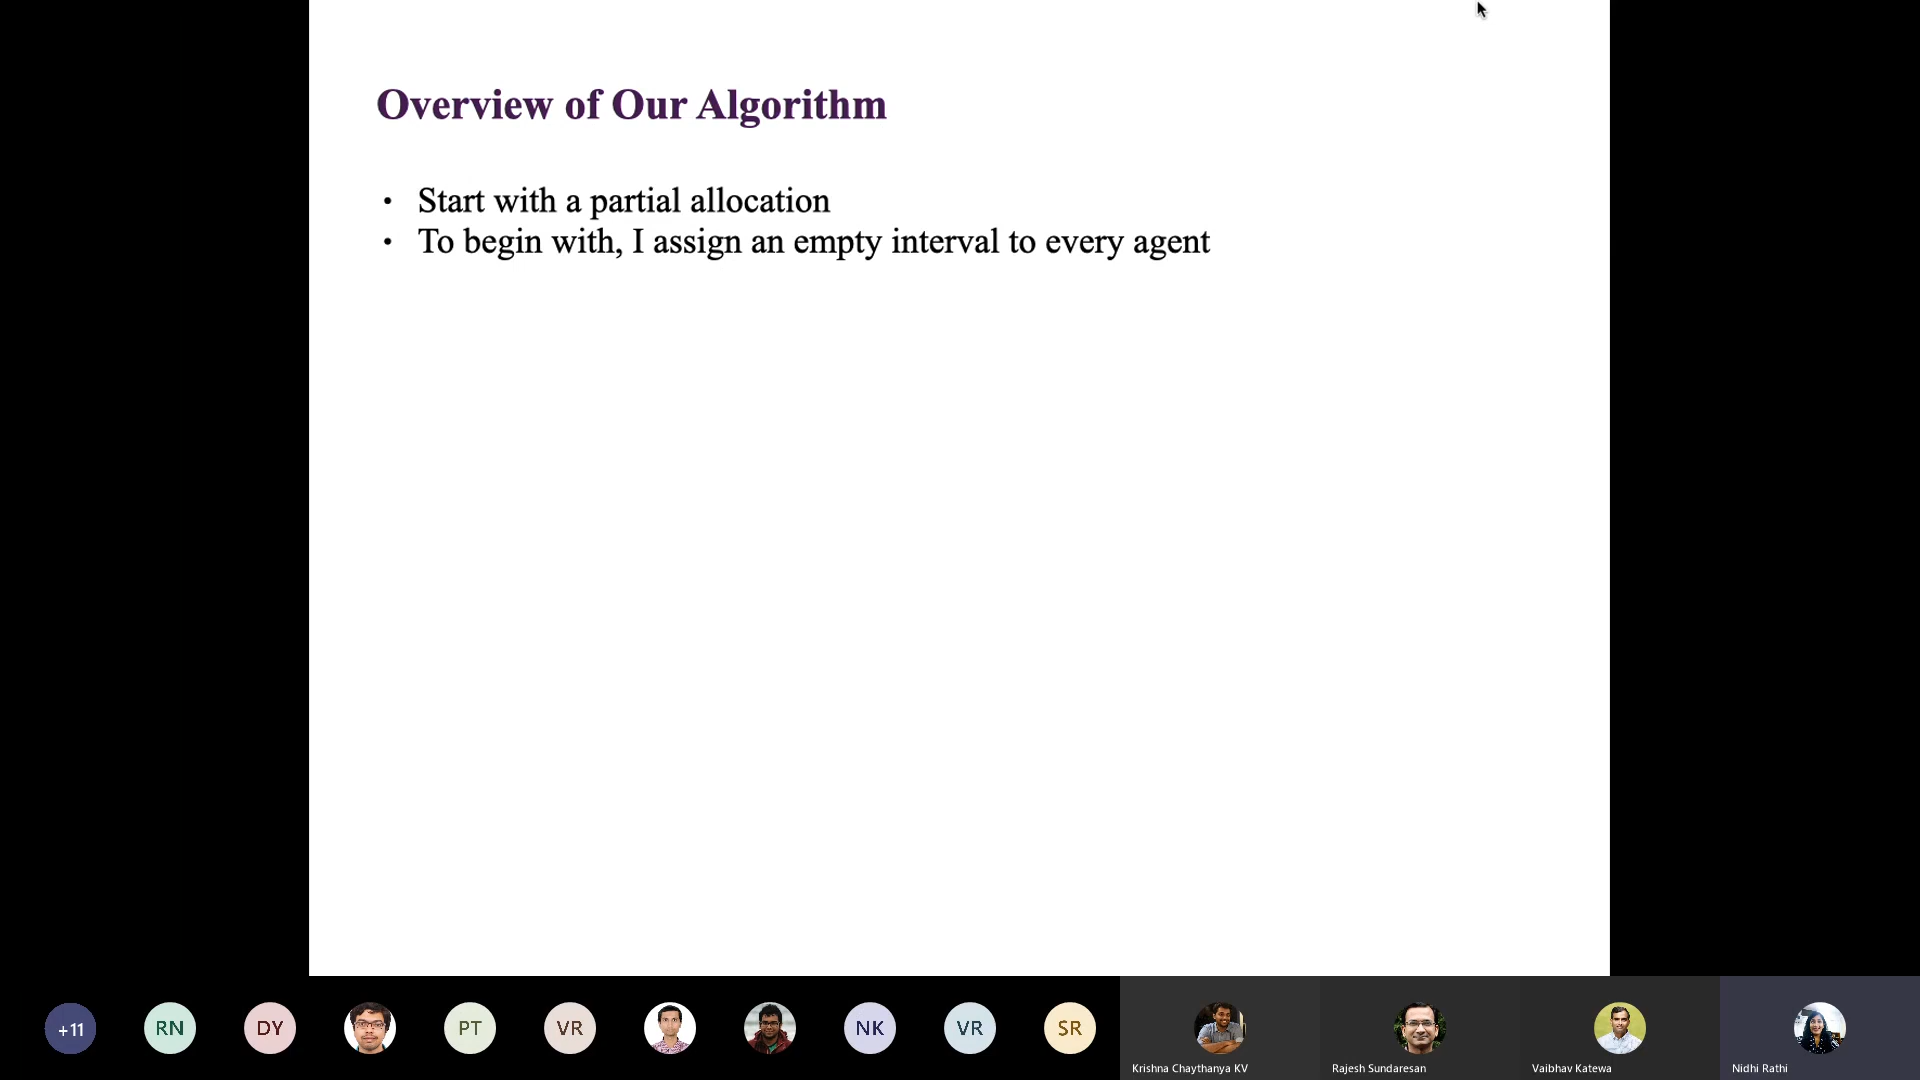 Overview of Our Algorithm
• Start with a partial allocation
• To begin with, I assign an empty interval to every agent
+11
RN
DY
PT
VR
NK
VR
SR
Krishna Chaythanya KV
Rajesh Sundaresan
Vaibhav Katewa
Nidhi Rathi